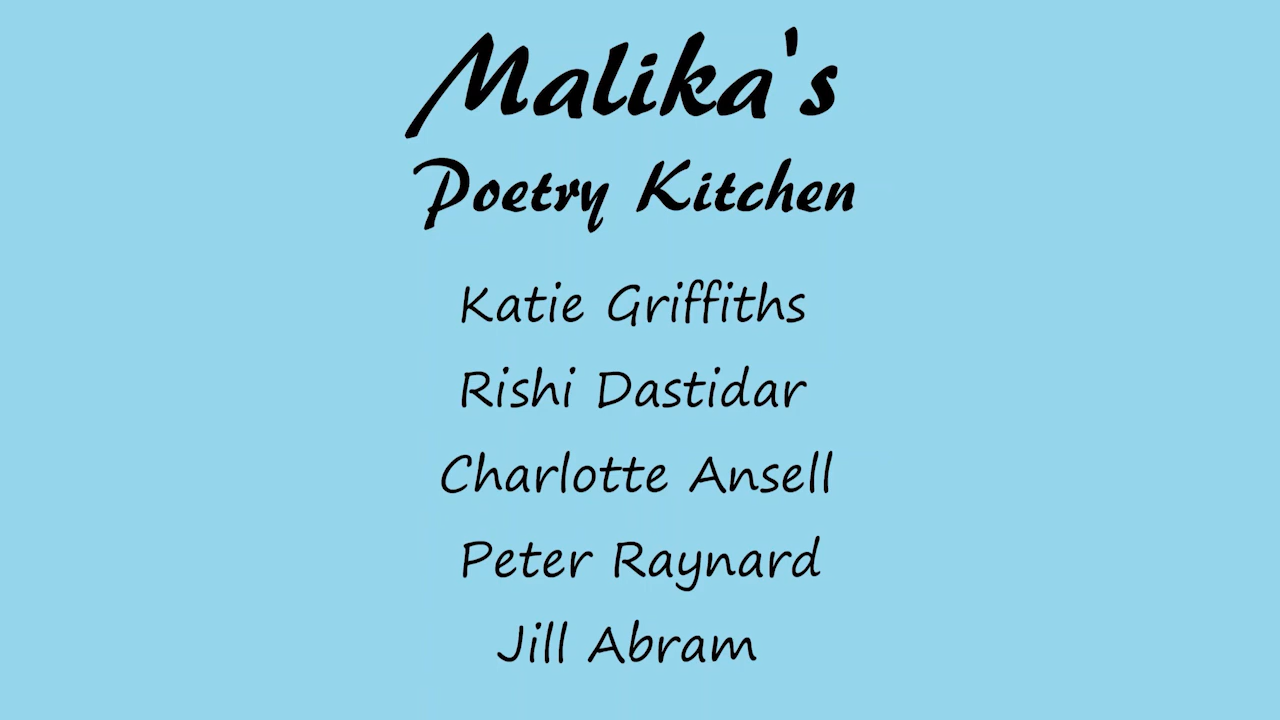 Malika's
Poetry Kitchen
Katie Griffiths
Rishi Dastidar
Charlotte Ansell
Peter Raynard
Jill Abram